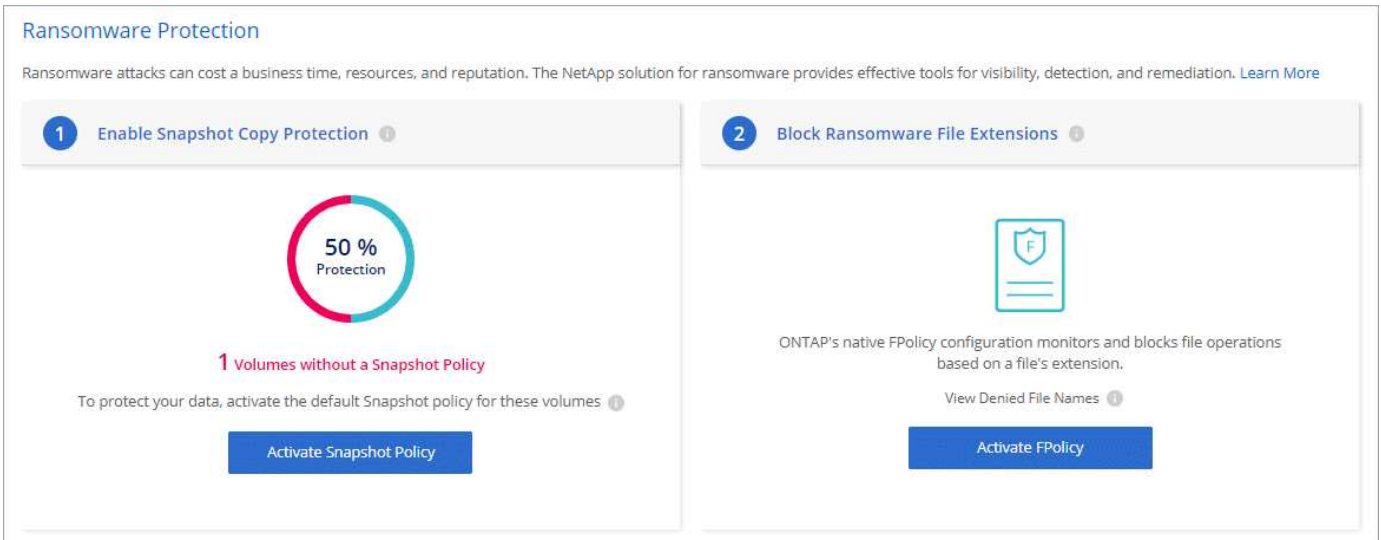 Ransomware Protection
Ransomware attacks can cost a business time, resources, and reputation. The NetApp solution for ransomware provides effective tools for visibility, detection, and remediation. Learn More
1 Enable Snapshot Copy Protection i
2 Block Ransomware File Extensions i
50 %
Protection
1 Volumes without a Snapshot Policy
To protect your data, activate the default Snapshot policy for these volumes i
Activate Snapshot Policy
F
ONTAP's native FPolicy configuration monitors and blocks file operations
based on a file's extension.
View Denied File Names i
Activate FPolicy